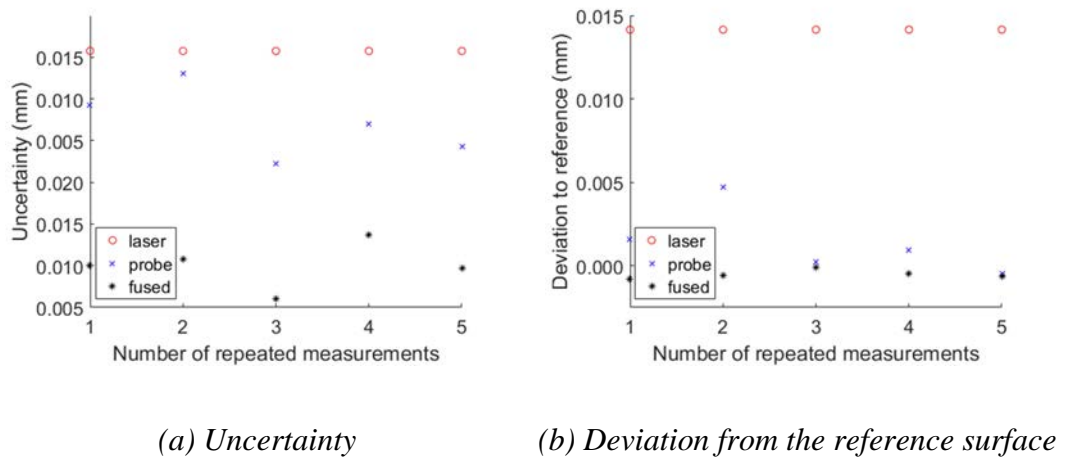 0.015
0.010
0.005
0.020
0.015
0.010
0.005
Uncertainty (mm)
laser
probe
fused
1 2 3 4 5
Number of repeated measurements
0.015
0.010
0.005
0.000
Deviation to reference (mm)
laser
probe
fused
1 2 3 4 5
Number of repeated measurements
(a) Uncertainty
(b) Deviation from the reference surface